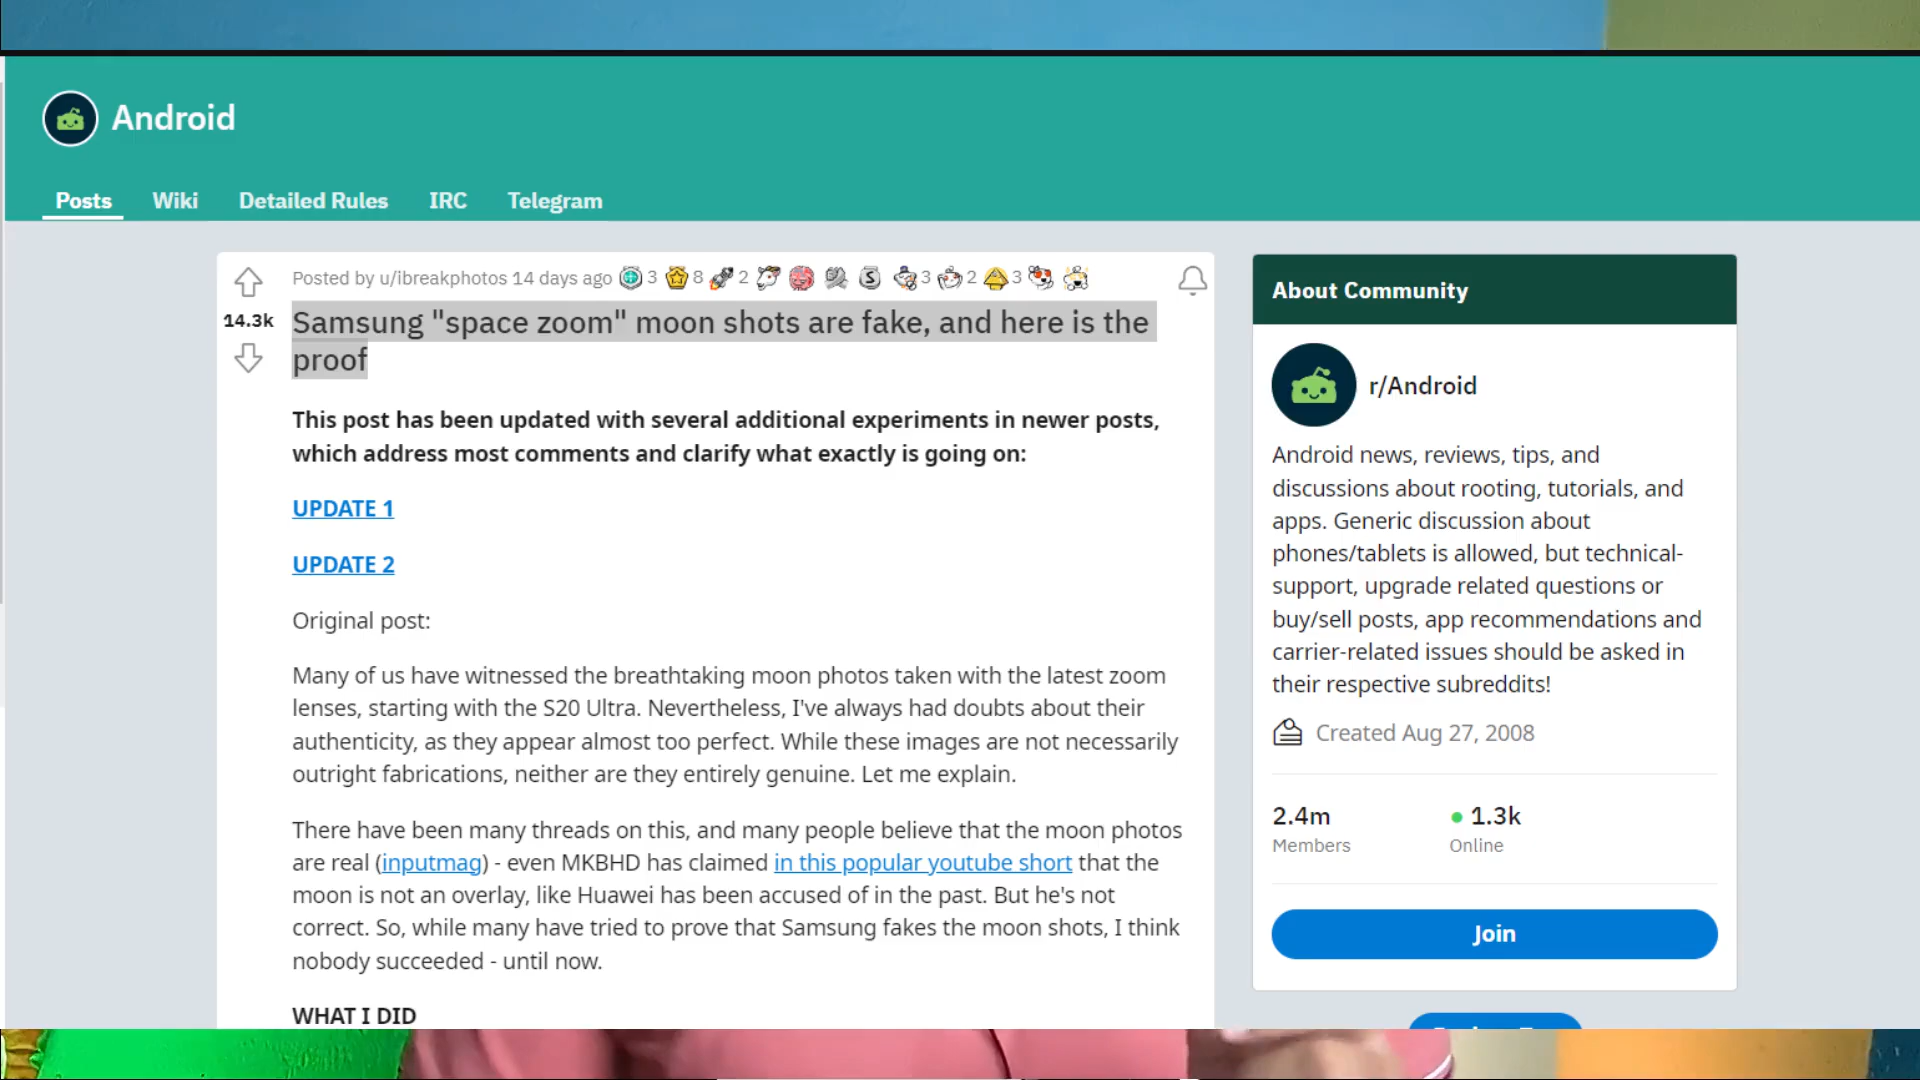 Android
Posts Wiki Detailed Rules IRC Telegram
Posted by u/ibreakphotos 14 days ago 3 8 2 S 3 2 3
14.3k
Samsung "space zoom" moon shots are fake, and here is the
proof
This post has been updated with several additional experiments in newer posts,
which address most comments and clarify what exactly is going on:
UPDATE 1
UPDATE 2
Original post:
Many of us have witnessed the breathtaking moon photos taken with the latest zoom
lenses, starting with the S20 Ultra. Nevertheless, I've always had doubts about their
authenticity, as they appear almost too perfect. While these images are not necessarily
outright fabrications, neither are they entirely genuine. Let me explain.
There have been many threads on this, and many people believe that the moon photos
are real (inputmag) - even MKBHD has claimed in this popular youtube short that the
moon is not an overlay, like Huawei has been accused of in the past. But he's not
correct. So, while many have tried to prove that Samsung fakes the moon shots, I think
nobody succeeded - until now.
WHAT I DID
About Community
r/Android
Android news, reviews, tips, and
discussions about rooting, tutorials, and
apps. Generic discussion about
phones/tablets is allowed, but technical-
support, upgrade related questions or
buy/sell posts, app recommendations and
carrier-related issues should be asked in
their respective subreddits!
Created Aug 27, 2008
2.4m 1.3k
Members Online
Join